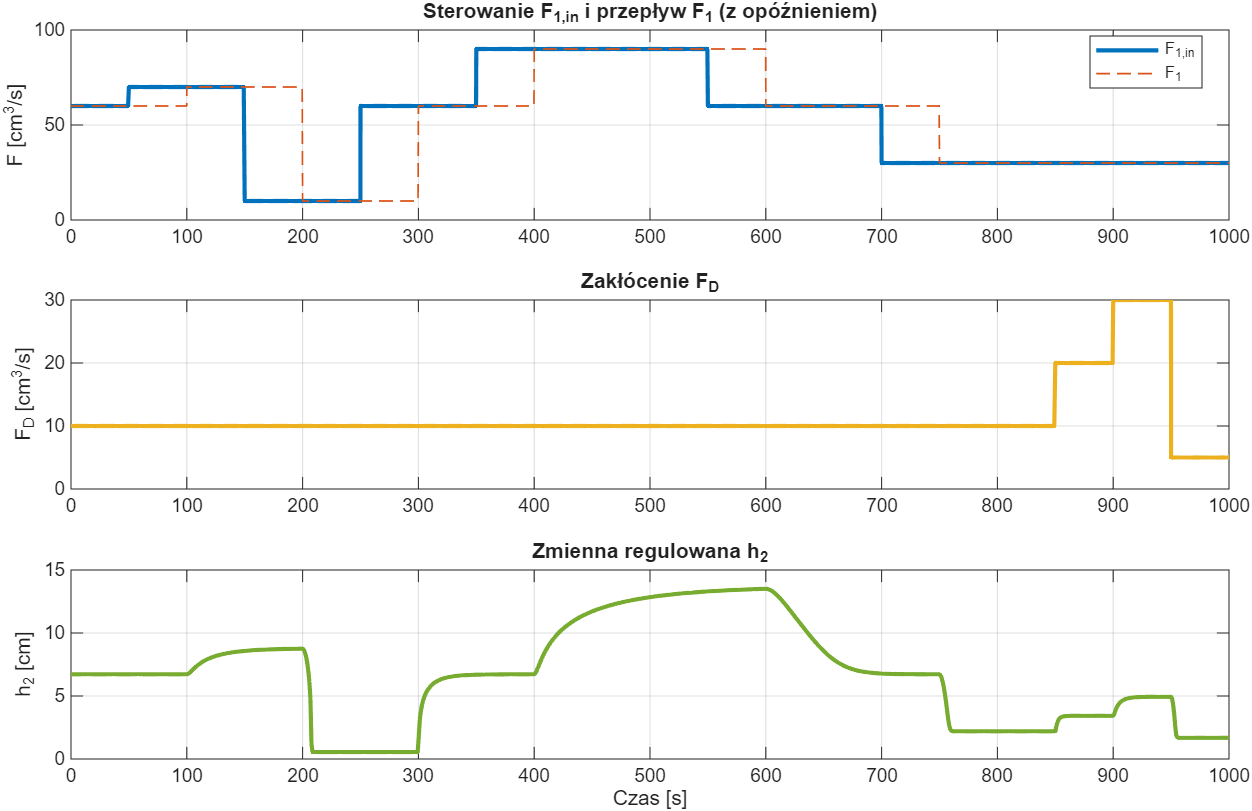 Sterowanie F1,in i przepływ F1 (z opóźnieniem)
F [cm3/s]
100
50
0
F1,in
F1
0 100 200 300 400 500 600 700 800 900 1000
Zakłócenie FD
FD [cm3/s]
30
20
10
0
0 100 200 300 400 500 600 700 800 900 1000
Zmienna regulowana h2
h2 [cm]
15
10
5
0
0 100 200 300 400 500 600 700 800 900 1000
Czas [s]